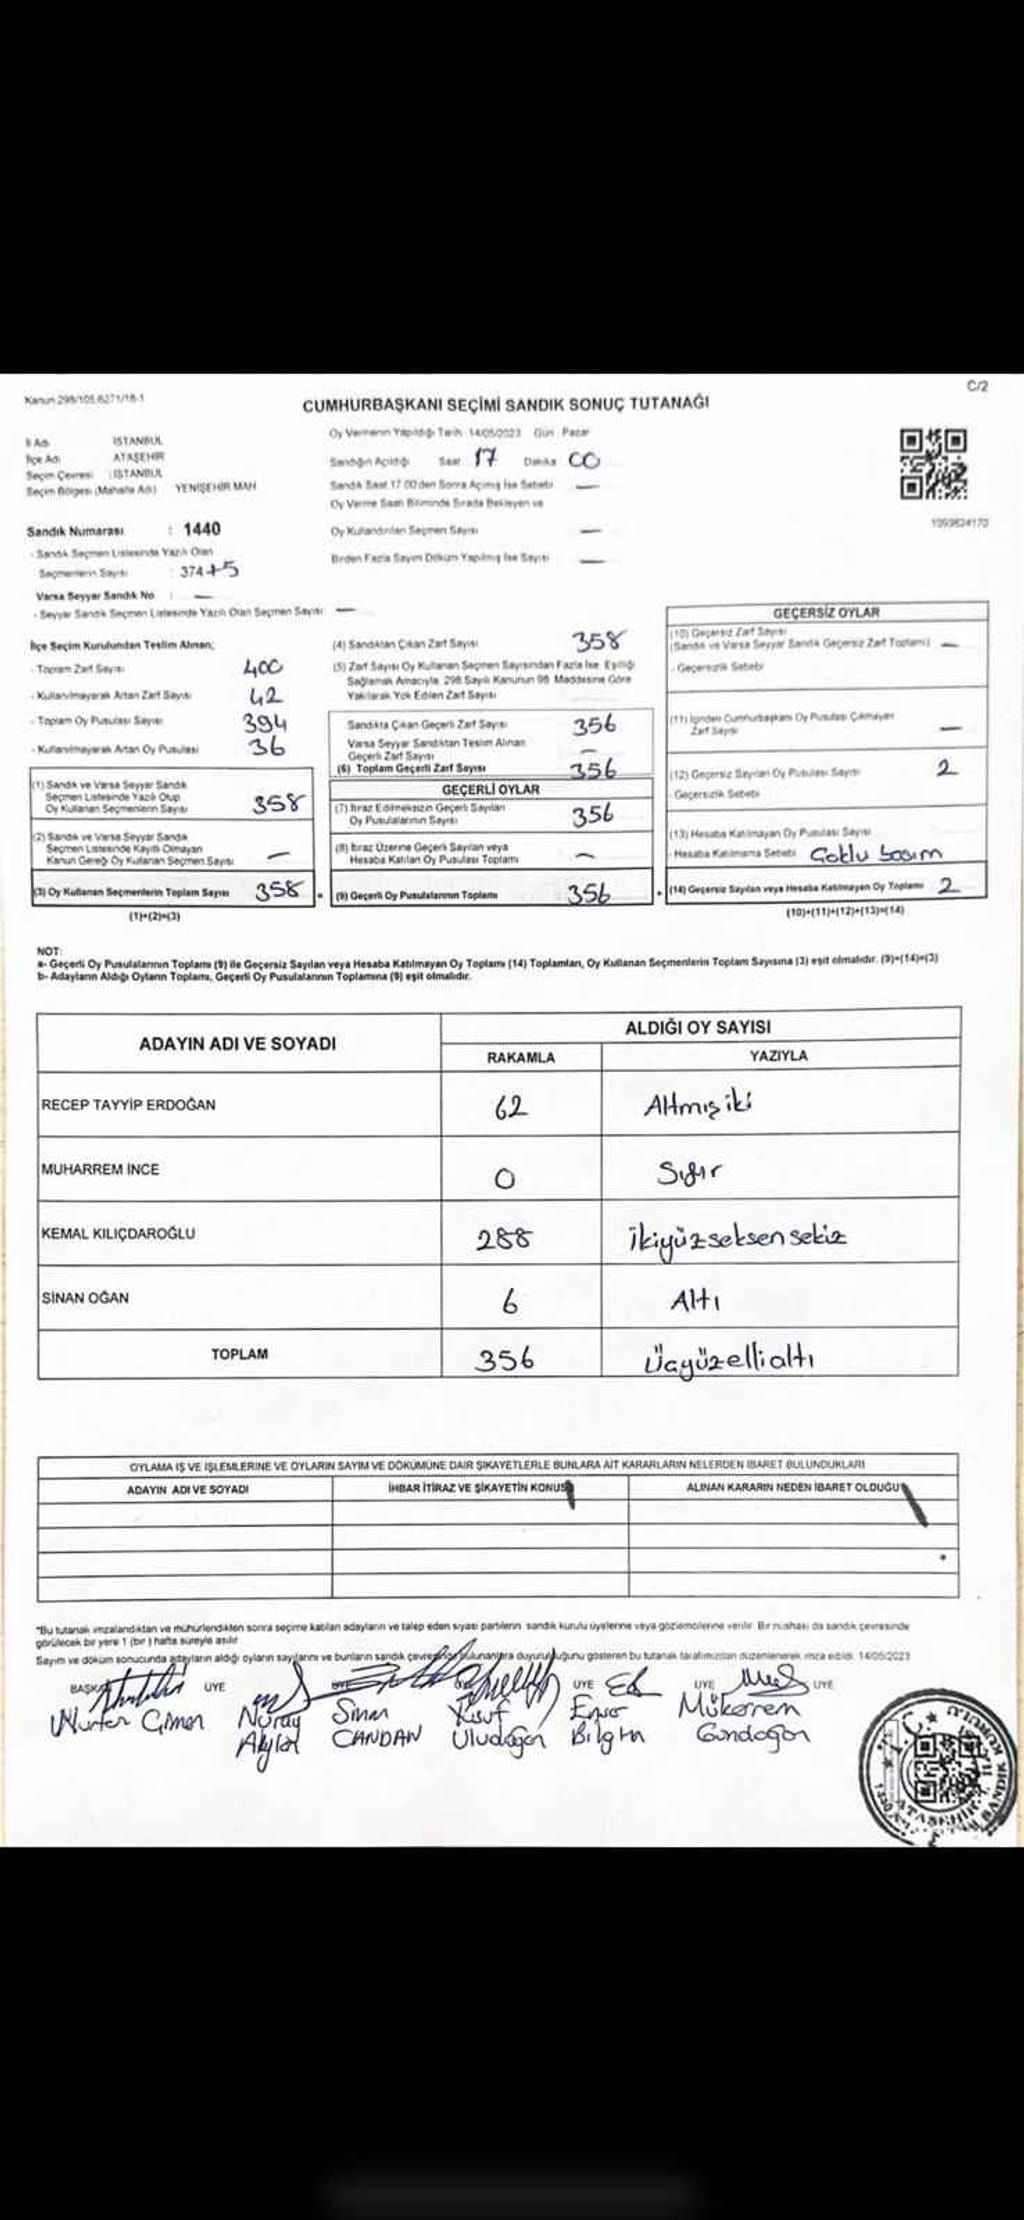 Kanun 298/105 6271/18-1
C/2
CUMHURBAŞKANI SEÇİMİ SANDIK SONUÇ TUTANAĞI
İl Adı İSTANBUL
İlçe Adı ATAŞEHİR
Seçim Çevresi : İSTANBUL
Seçim Bölgesi (Mahalle Adı) YENİŞEHİR MAH
Oy Vermenin Yapıldığı Tarih :14/05/2023 Gün : Pazar
Sandığın Açıldığı Saat 17 Dakika 00
Sandık Saat 17.00'den Sonra Açılmış İse Sebebi —
Oy Verme Saati Bitiminde Sırada Bekleyen ve
Oy Kullandırılan Seçmen Sayısı —
Birden Fazla Sayım Döküm Yapılmış İse Sayısı —
1093824170
Sandık Numarası : 1440
- Sandık Seçmen Listesinde Yazılı Olan
Seçmenlerin Sayısı : 374+5
Varsa Seyyar Sandık No : —
- Seyyar Sandık Seçmen Listesinde Yazılı Olan Seçmen Sayısı —
İlçe Seçim Kurulundan Teslim Alınan;
- Toplam Zarf Sayısı 400
- Kullanılmayarak Artan Zarf Sayısı 42
- Toplam Oy Pusulası Sayısı 394
- Kullanılmayarak Artan Oy Pusulası 36
(1) Sandık ve Varsa Seyyar Sandık
Seçmen Listesinde Yazılı Olup
Oy Kullanan Seçmenlerin Sayısı 358
(2) Sandık ve Varsa Seyyar Sandık
Seçmen Listesinde Kayıtlı Olmayan
Kanun Gereği Oy Kullanan Seçmen Sayısı —
(3) Oy Kullanan Seçmenlerin Toplam Sayısı 358
(1)+(2)=(3)
(4) Sandıktan Çıkan Zarf Sayısı 358
(5) Zarf Sayısı Oy Kullanan Seçmen Sayısından Fazla İse, Eşitliği
Sağlamak Amacıyla, 298 Sayılı Kanunun 98. Maddesine Göre
Yakılarak Yok Edilen Zarf Sayısı
Sandıkta Çıkan Geçerli Zarf Sayısı 356
Varsa Seyyar Sandıktan Teslim Alınan
Geçerli Zarf Sayısı —
(6) Toplam Geçerli Zarf Sayısı 356
GEÇERLİ OYLAR
(7) İtiraz Edilmeksizin Geçerli Sayılan
Oy Pusulalarının Sayısı 356
(8) İtiraz Üzerine Geçerli Sayılan veya
Hesaba Katılan Oy Pusulası Toplamı —
(9) Geçerli Oy Pusulalarının Toplamı 356
GEÇERSİZ OYLAR
(10) Geçersiz Zarf Sayısı
(Sandık ve Varsa Seyyar Sandık Geçersiz Zarf Toplamı) —
- Geçersizlik Sebebi
(11) İçinden Cumhurbaşkanı Oy Pusulası Çıkmayan
Zarf Sayısı —
(12) Geçersiz Sayılan Oy Pusulası Sayısı 2
- Geçersizlik Sebebi
(13) Hesaba Katılmayan Oy Pusulası Sayısı
- Hesaba Katılmama Sebebi Çoklu basım
(14) Geçersiz Sayılan veya Hesaba Katılmayan Oy Toplamı 2
(10)+(11)+(12)+(13)=(14)
NOT:
a- Geçerli Oy Pusulalarının Toplamı (9) ile Geçersiz Sayılan veya Hesaba Katılmayan Oy Toplamı (14) Toplamları, Oy Kullanan Seçmenlerin Toplam Sayısına (3) eşit olmalıdır. (9)+(14)=(3)
b- Adayların Aldığı Oyların Toplamı, Geçerli Oy Pusulalarının Toplamına (9) eşit olmalıdır.
ADAYIN ADI VE SOYADI
ALDIĞI OY SAYISI
RAKAMLA YAZIYLA
RECEP TAYYİP ERDOĞAN 62 Altmışiki
MUHARREM İNCE 0 Sıfır
KEMAL KILIÇDAROĞLU 288 ikiyüzseksensekiz
SİNAN OĞAN 6 Altı
TOPLAM 356 Üçyüzellialtı
OYLAMA İŞ VE İŞLEMLERİNE VE OYLARIN SAYIM VE DÖKÜMÜNE DAİR ŞİKAYETLERLE BUNLARA AİT KARARLARIN NELERDEN İBARET BULUNDUKLARI
ADAYIN ADI VE SOYADI İHBAR İTİRAZ VE ŞİKAYETİN KONUSU ALINAN KARARIN NEDEN İBARET OLDUĞU
*Bu tutanak imzalandıktan ve mühürlendikten sonra seçime katılan adayların ve talep eden siyasi partilerin sandık kurulu üyelerine veya gözlemcilerine verilir. Bir nüshası da sandık çevresinde
görülecek bir yere 1 (bir ) hafta süreyle asılır.
Sayım ve döküm sonucunda adayların aldığı oyların sayılarını ve bunların sandık çevresinde bulunanlara duyurulduğunu gösteren bu tutanak tarafımızdan düzenlenerek imza edildi. 14/05/2023
BAŞKAN ÜYE ÜYE ÜYE ÜYE
Nurten Çimen Nuray Sinan Yusuf Mükerrem
CANDAN Uludoğan Bilgin Gündoğan
T.C.
ATAŞEHİR